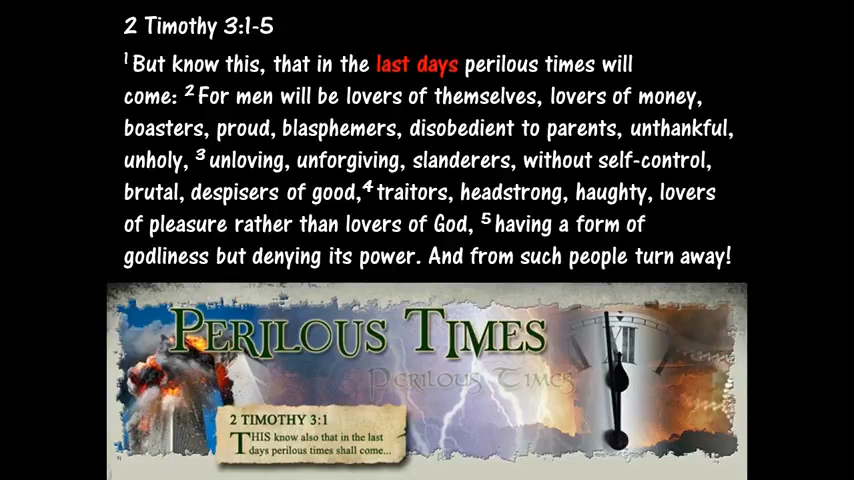 2 Timothy 3:1-5
1 But know this, that in the last days perilous times will
come: 2 For men will be lovers of themselves, lovers of money,
boasters, proud, blasphemers, disobedient to parents, unthankful,
unholy, 3 unloving, unforgiving, slanderers, without self-control,
brutal, despisers of good,4 traitors, headstrong, haughty, lovers
of pleasure rather than lovers of God, 5 having a form of
godliness but denying its power. And from such people turn away!
PERILOUS TIMES
PERILOUS TIMES
2 TIMOTHY 3:1
THIS know also that in the last
days perilous times shall come...